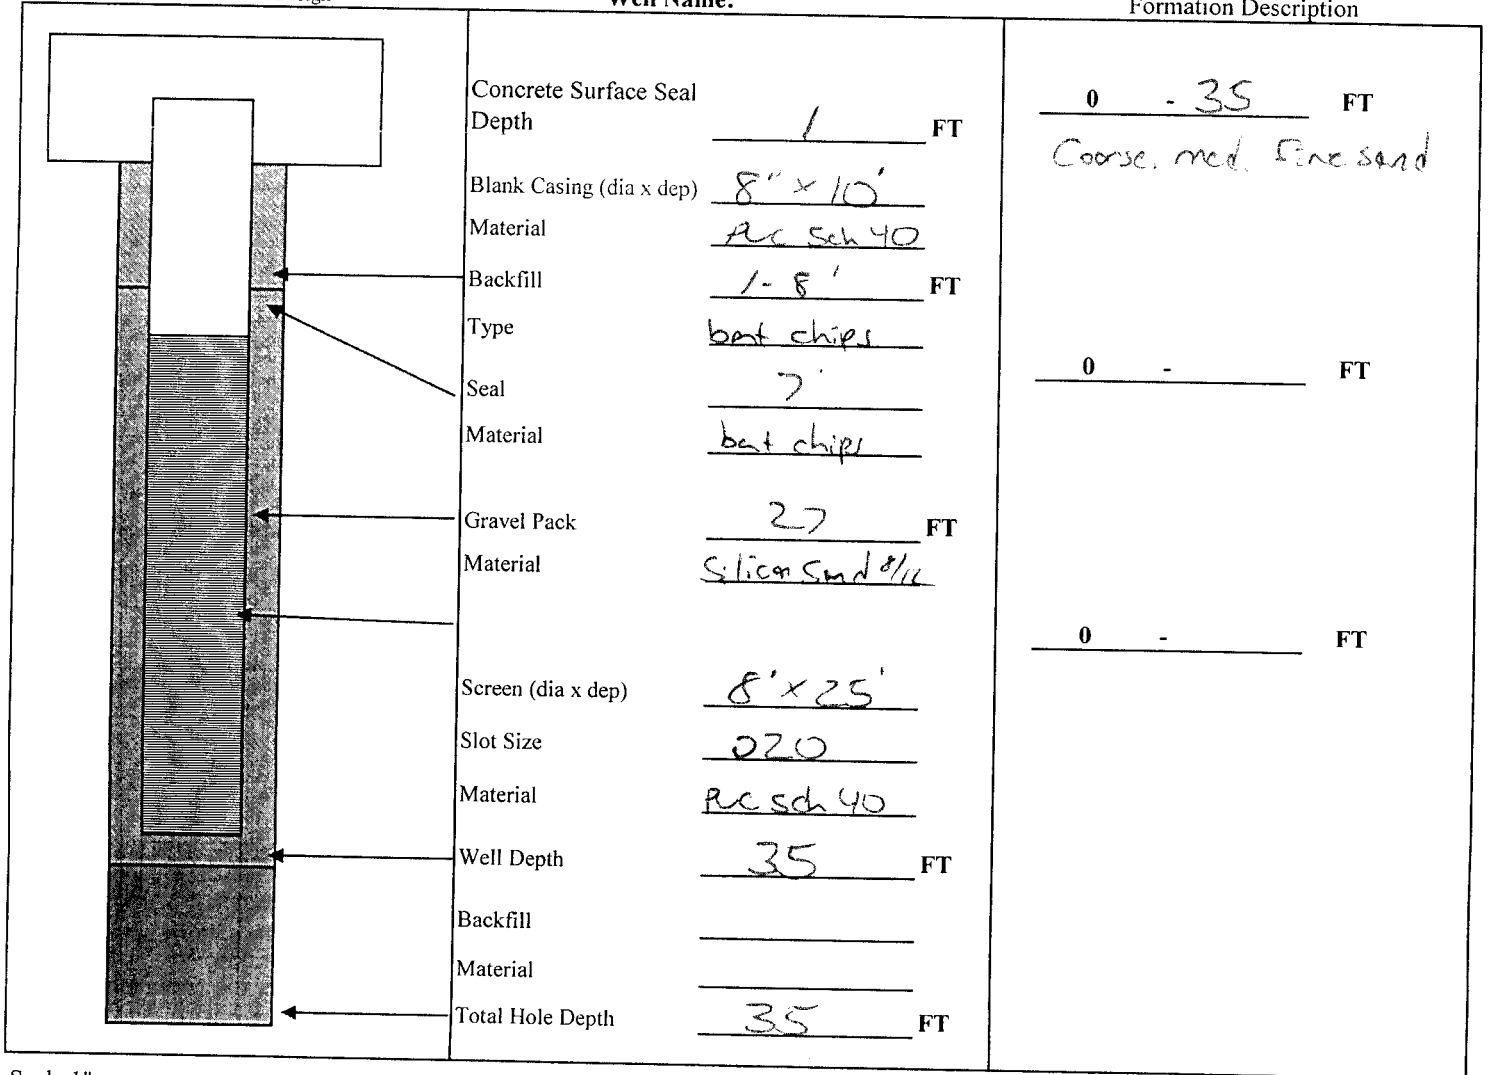 Well Name:
Formation Description
Concrete Surface Seal
Depth 1 FT
Blank Casing (dia x dep) 8" x 10'
Material PVC Sch 40
Backfill 1-8' FT
Type bent chips
Seal 7'
Material bent chips
Gravel Pack 27 FT
Material Silica Sand 8/12
Screen (dia x dep) 8' x 25'
Slot Size 020
Material PVC sch 40
Well Depth 35 FT
Backfill
Material
Total Hole Depth 35 FT
0 - 35 FT
Coorse. med. Fine sand
0 - FT
0 - FT